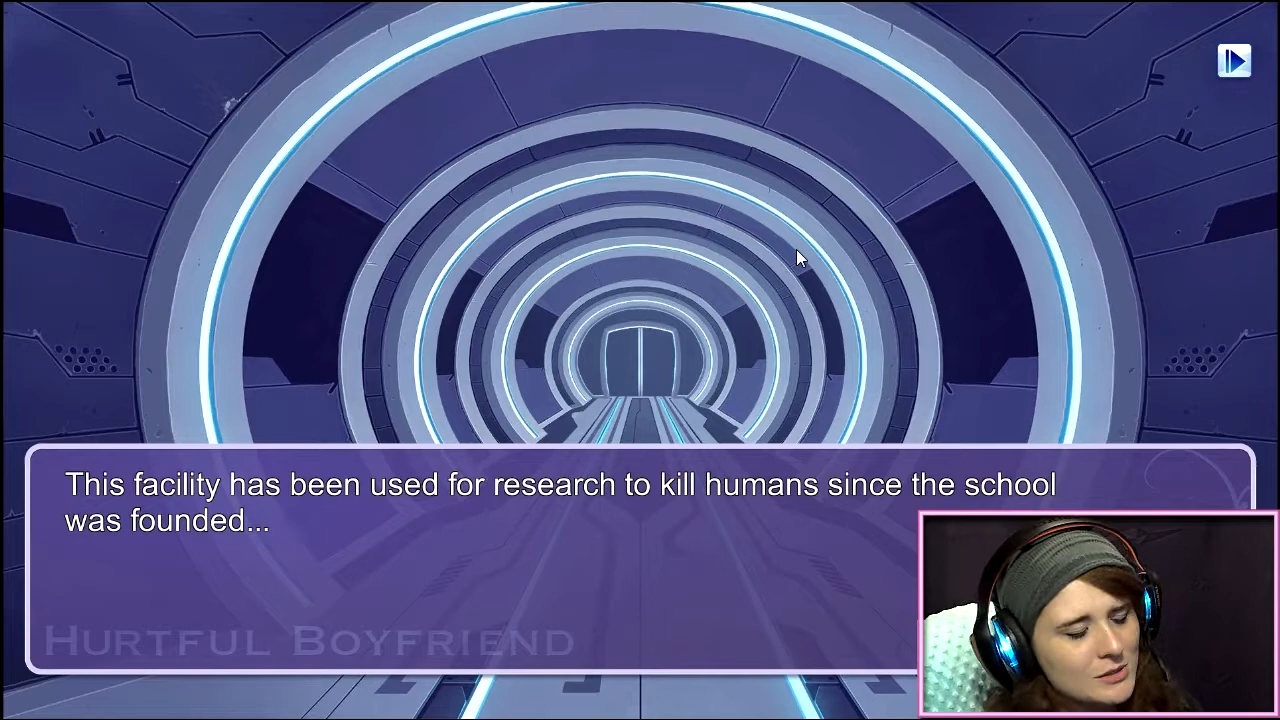 This facility has been used for research to kill humans since the school
was founded...
HURTFUL BOYFRIEND